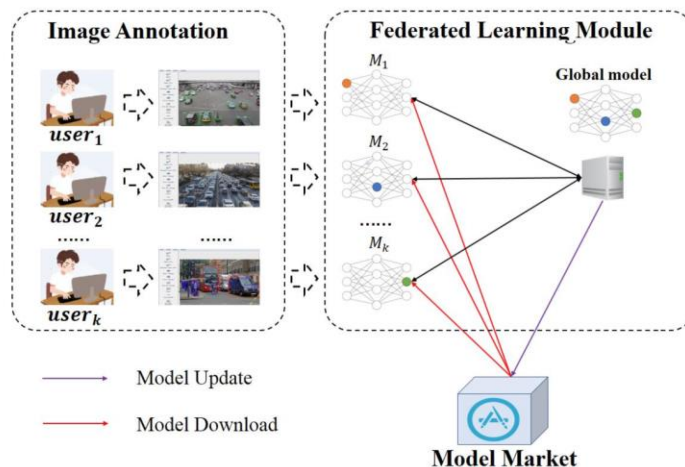 Image Annotation
user1
user2
......
......
userk
Federated Learning Module
M1
Global model
M2
......
Mk
Model Update
Model Download
Model Market